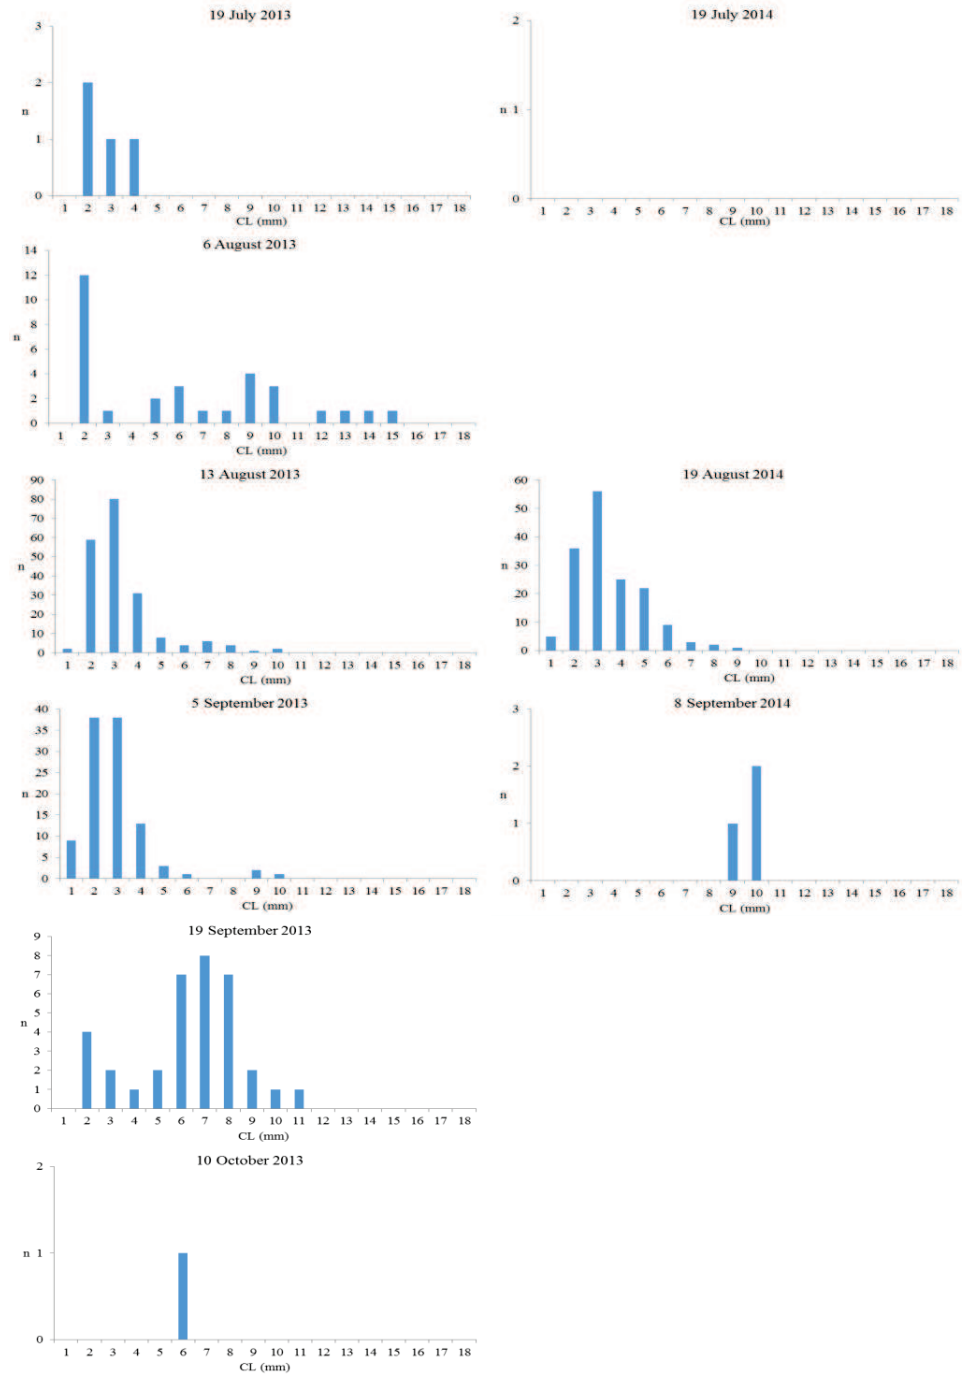 19 July 2013
3
2
n
1
0
1 2 3 4 5 6 7 8 9 10 11 12 13 14 15 16 17 18
CL (mm)
19 July 2014
2
n 1
0
1 2 3 4 5 6 7 8 9 10 11 12 13 14 15 16 17 18
CL (mm)
6 August 2013
14
12
10
8
n
6
4
2
0
1 2 3 4 5 6 7 8 9 10 11 12 13 14 15 16 17 18
CL (mm)
13 August 2013
90
80
70
60
50
n
40
30
20
10
0
1 2 3 4 5 6 7 8 9 10 11 12 13 14 15 16 17 18
CL (mm)
19 August 2014
60
50
40
n 30
20
10
0
1 2 3 4 5 6 7 8 9 10 11 12 13 14 15 16 17 18
CL (mm)
5 September 2013
40
35
30
25
n 20
15
10
5
0
1 2 3 4 5 6 7 8 9 10 11 12 13 14 15 16 17 18
CL (mm)
8 September 2014
3
2
n
1
0
1 2 3 4 5 6 7 8 9 10 11 12 13 14 15 16 17 18
CL (mm)
19 September 2013
9
8
7
6
5
n
4
3
2
1
0
1 2 3 4 5 6 7 8 9 10 11 12 13 14 15 16 17 18
CL (mm)
10 October 2013
2
n 1
0
1 2 3 4 5 6 7 8 9 10 11 12 13 14 15 16 17 18
CL (mm)